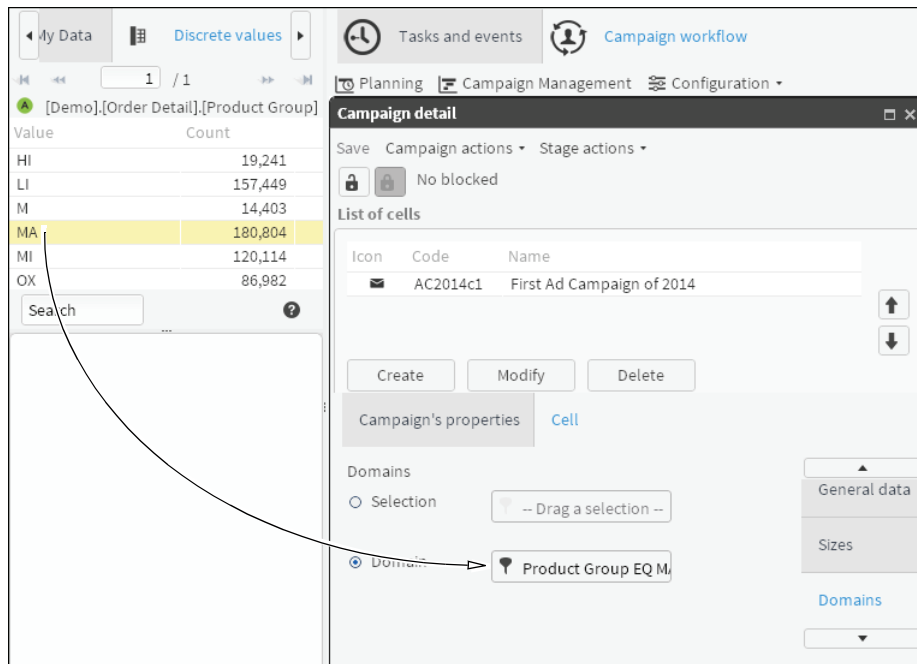 My Data
Discrete values
Tasks and events
Campaign workflow
1 / 1
Planning
Campaign Management
Configuration
A [Demo].[Order Detail].[Product Group]
Value Count
HI 19,241
LI 157,449
M 14,403
MA 180,804
MI 120,114
OX 86,982
Search
?
Campaign detail
Save Campaign actions Stage actions
No blocked
List of cells
Icon Code Name
AC2014c1 First Ad Campaign of 2014
Create Modify Delete
Campaign's properties Cell
Domains
Selection -- Drag a selection --
Domain Product Group EQ MA
General data
Sizes
Domains